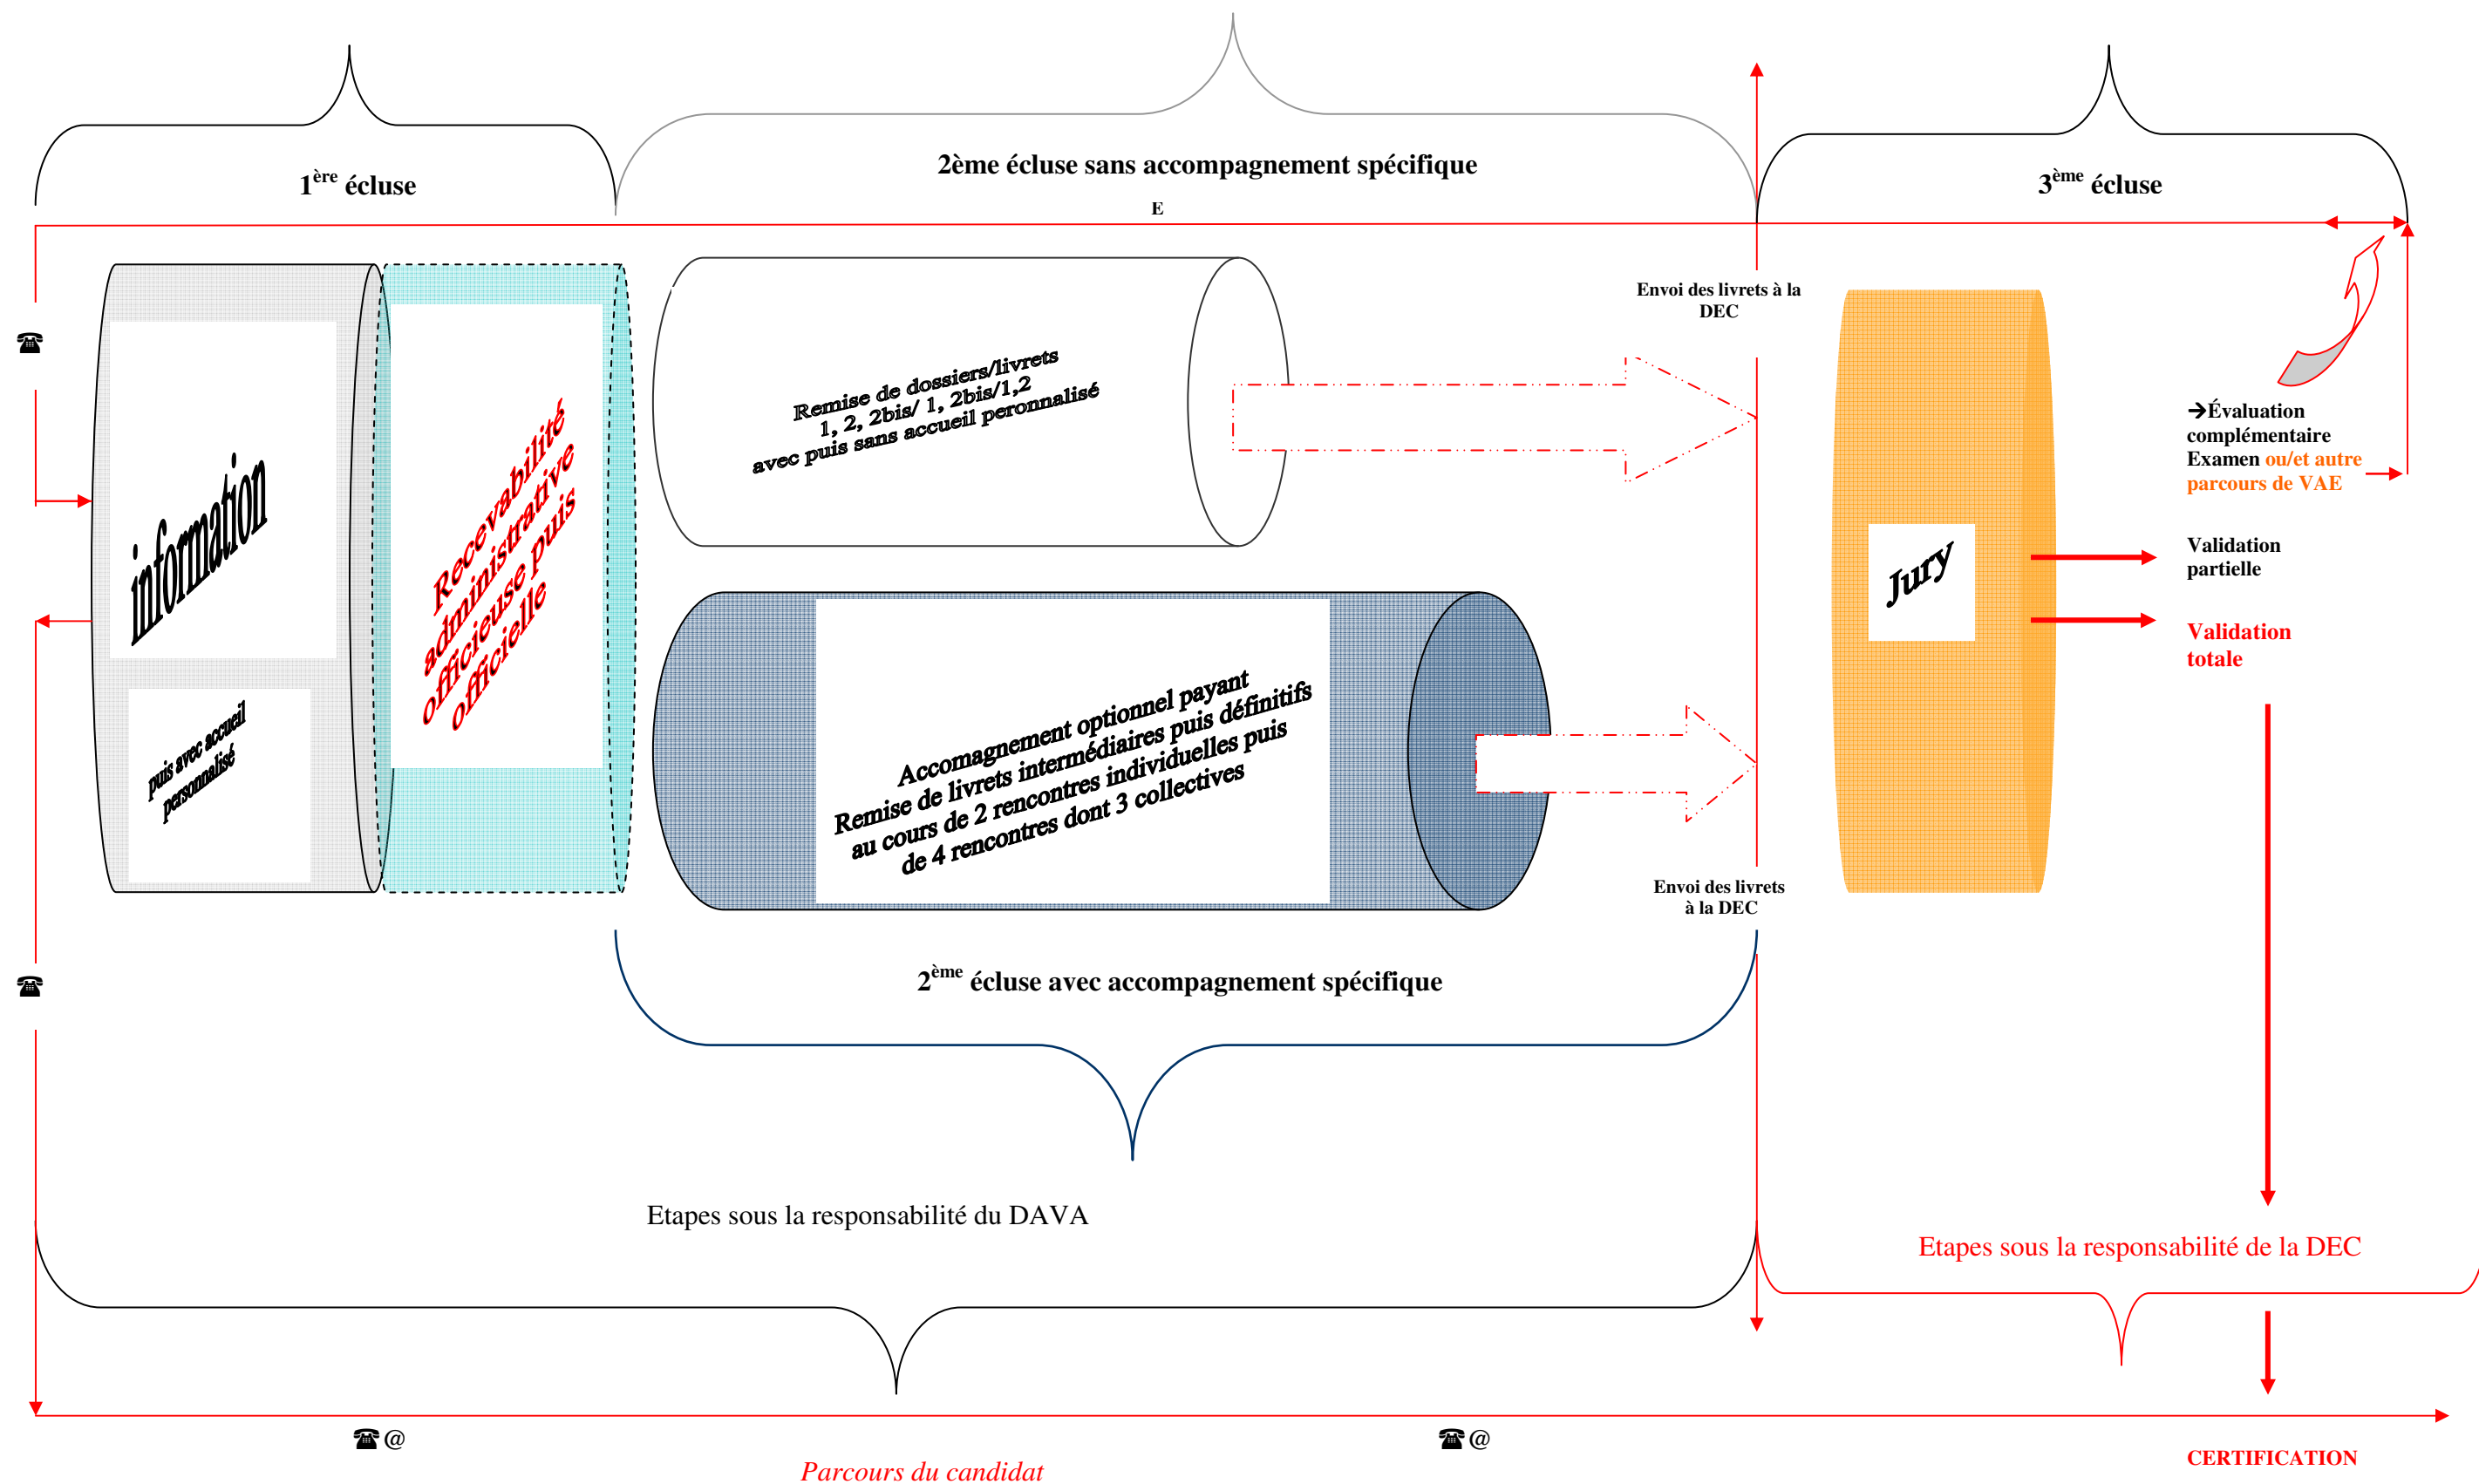 1ère écluse
2ème écluse sans accompagnement spécifique
E
3ème écluse
☎
information
puis avec accueil
personnalisé
Recevabilité
administrative
officieuse puis
officielle
Remise de dossiers/livrets
1, 2, 2bis/ 1, 2bis/1,2
avec puis sans accueil peronnalisé
Envoi des livrets à la
DEC
Accomagnement optionnel payant
Remise de livrets intermédiaires puis définitifs
au cours de 2 rencontres individuelles puis
de 4 rencontres dont 3 collectives
Envoi des livrets
à la DEC
Jury
→Évaluation
complémentaire
Examen ou/et autre
parcours de VAE
Validation
partielle
Validation
totale
☎
2ème écluse avec accompagnement spécifique
Etapes sous la responsabilité du DAVA
Etapes sous la responsabilité de la DEC
☎@
☎@
CERTIFICATION
Parcours du candidat